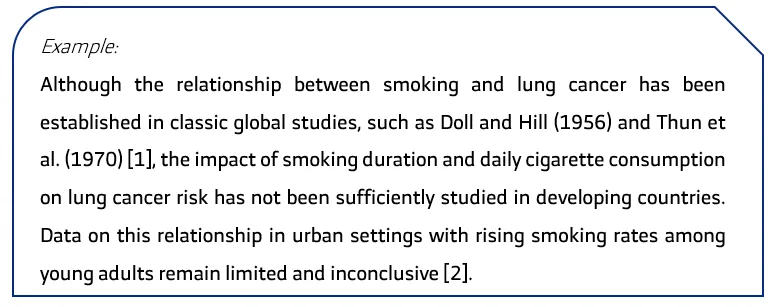 Example:
Although the relationship between smoking and lung cancer has been
established in classic global studies, such as Doll and Hill (1956) and Thun et
al. (1970) [1], the impact of smoking duration and daily cigarette consumption
on lung cancer risk has not been sufficiently studied in developing countries.
Data on this relationship in urban settings with rising smoking rates among
young adults remain limited and inconclusive [2].